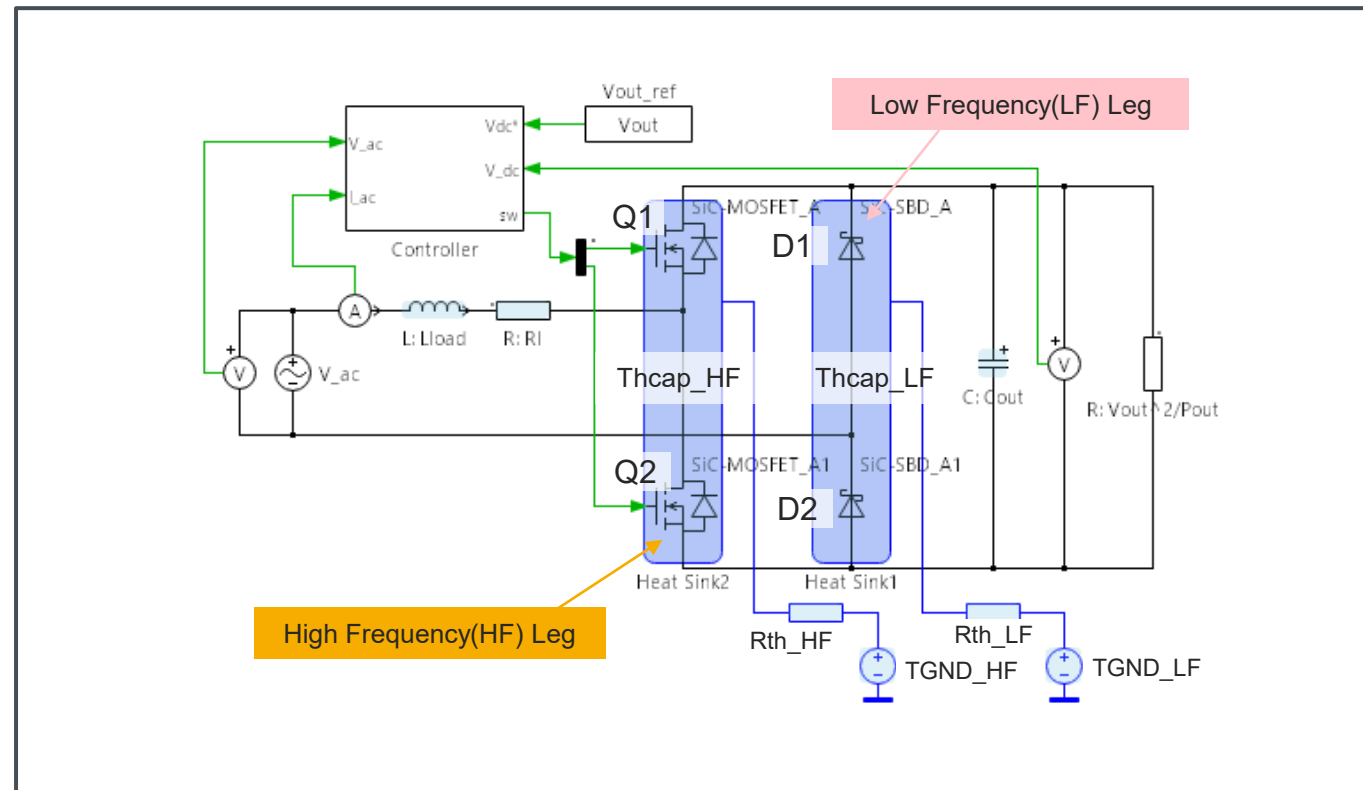 Vout_ref
Low Frequency(LF) Leg
Vdc*
Vout
V_ac
V_dc
I_ac
sw
Controller
Q1
SiC-MOSFET_A
SiC-SBD_A
D1
A
L: Lload
R: Rl
V
V_ac
Thcap_HF
Thcap_LF
V
C: Cout
R: Vout^2/Pout
Q2
SiC-MOSFET_A1
SiC-SBD_A1
D2
Heat Sink2
Heat Sink1
High Frequency(HF) Leg
Rth_HF
Rth_LF
TGND_HF
TGND_LF